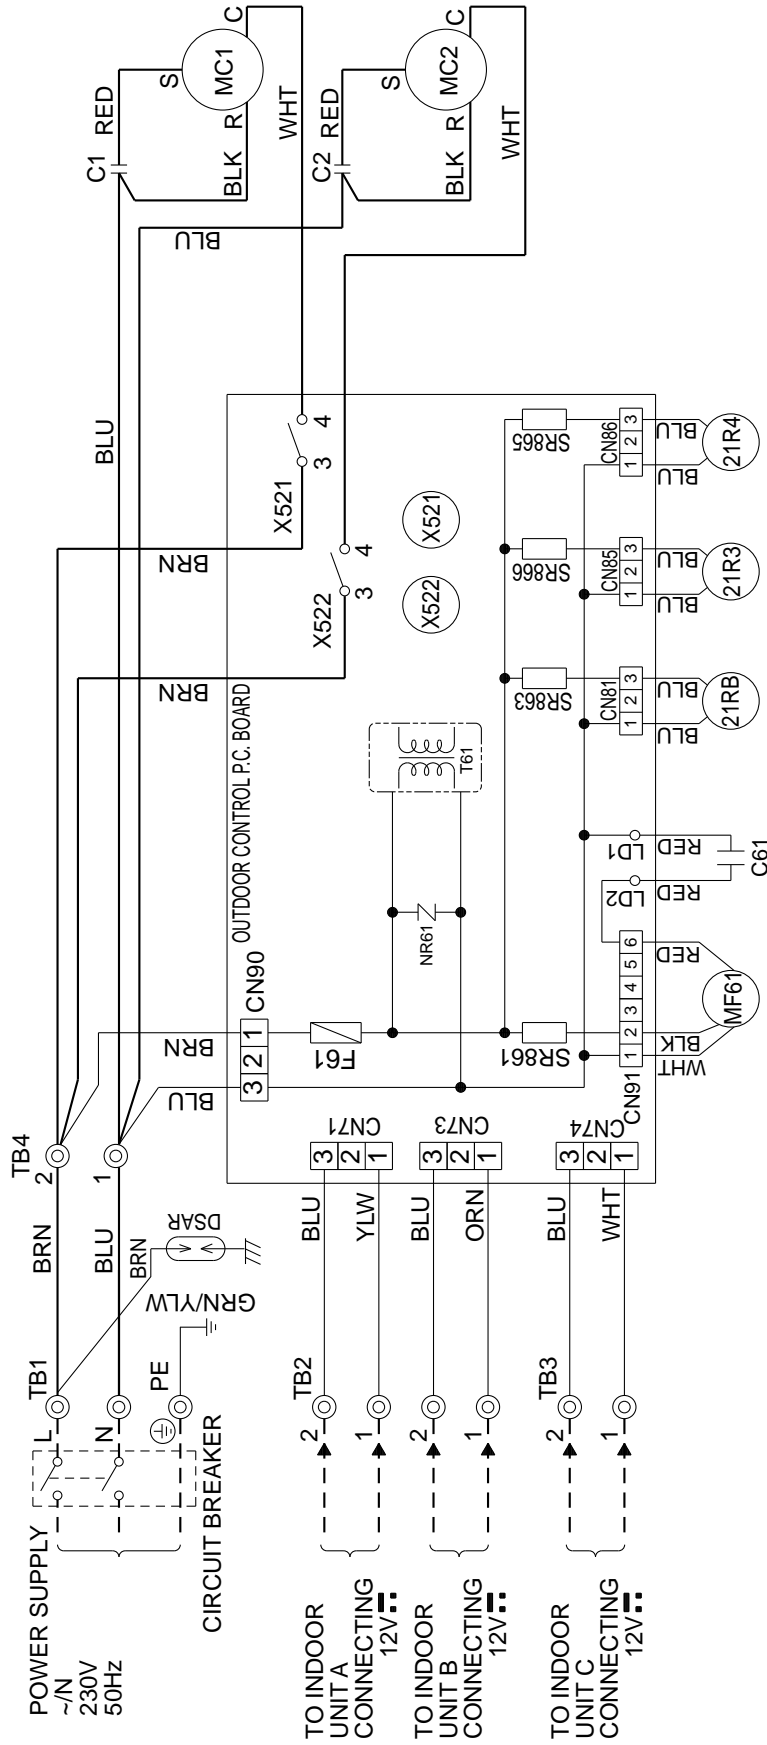 POWER SUPPLY
~/N
230V
50Hz
CIRCUIT BREAKER
L
N
PE
TB1
BRN
BLU
BRN
DSAR
GRN/YLW
TB4
2
1
BRN
BLU
BRN
BRN
BLU
BLU
C1
RED
S
MC1
C
R
BLK
WHT
C2
RED
S
MC2
C
R
BLK
WHT
OUTDOOR CONTROL P.C. BOARD
CN90
3 2 1
F61
NR61
T61
X522
3
4
X521
3
4
X522
X521
SR861
SR863
SR866
SR865
CN91
1 2 3 4 5 6
WHT
BLK
RED
MF61
LD2
LD1
RED
RED
C61
CN81
1 2 3
BLU
BLU
21RB
CN85
1 2 3
BLU
BLU
21R3
CN86
1 2 3
BLU
BLU
21R4
TO INDOOR
UNIT A
CONNECTING
12V
2
1
TB2
BLU
YLW
CN71
3
2
1
TO INDOOR
UNIT B
CONNECTING
12V
2
1
BLU
ORN
CN73
3
2
1
TO INDOOR
UNIT C
CONNECTING
12V
2
1
TB3
BLU
WHT
CN74
3
2
1